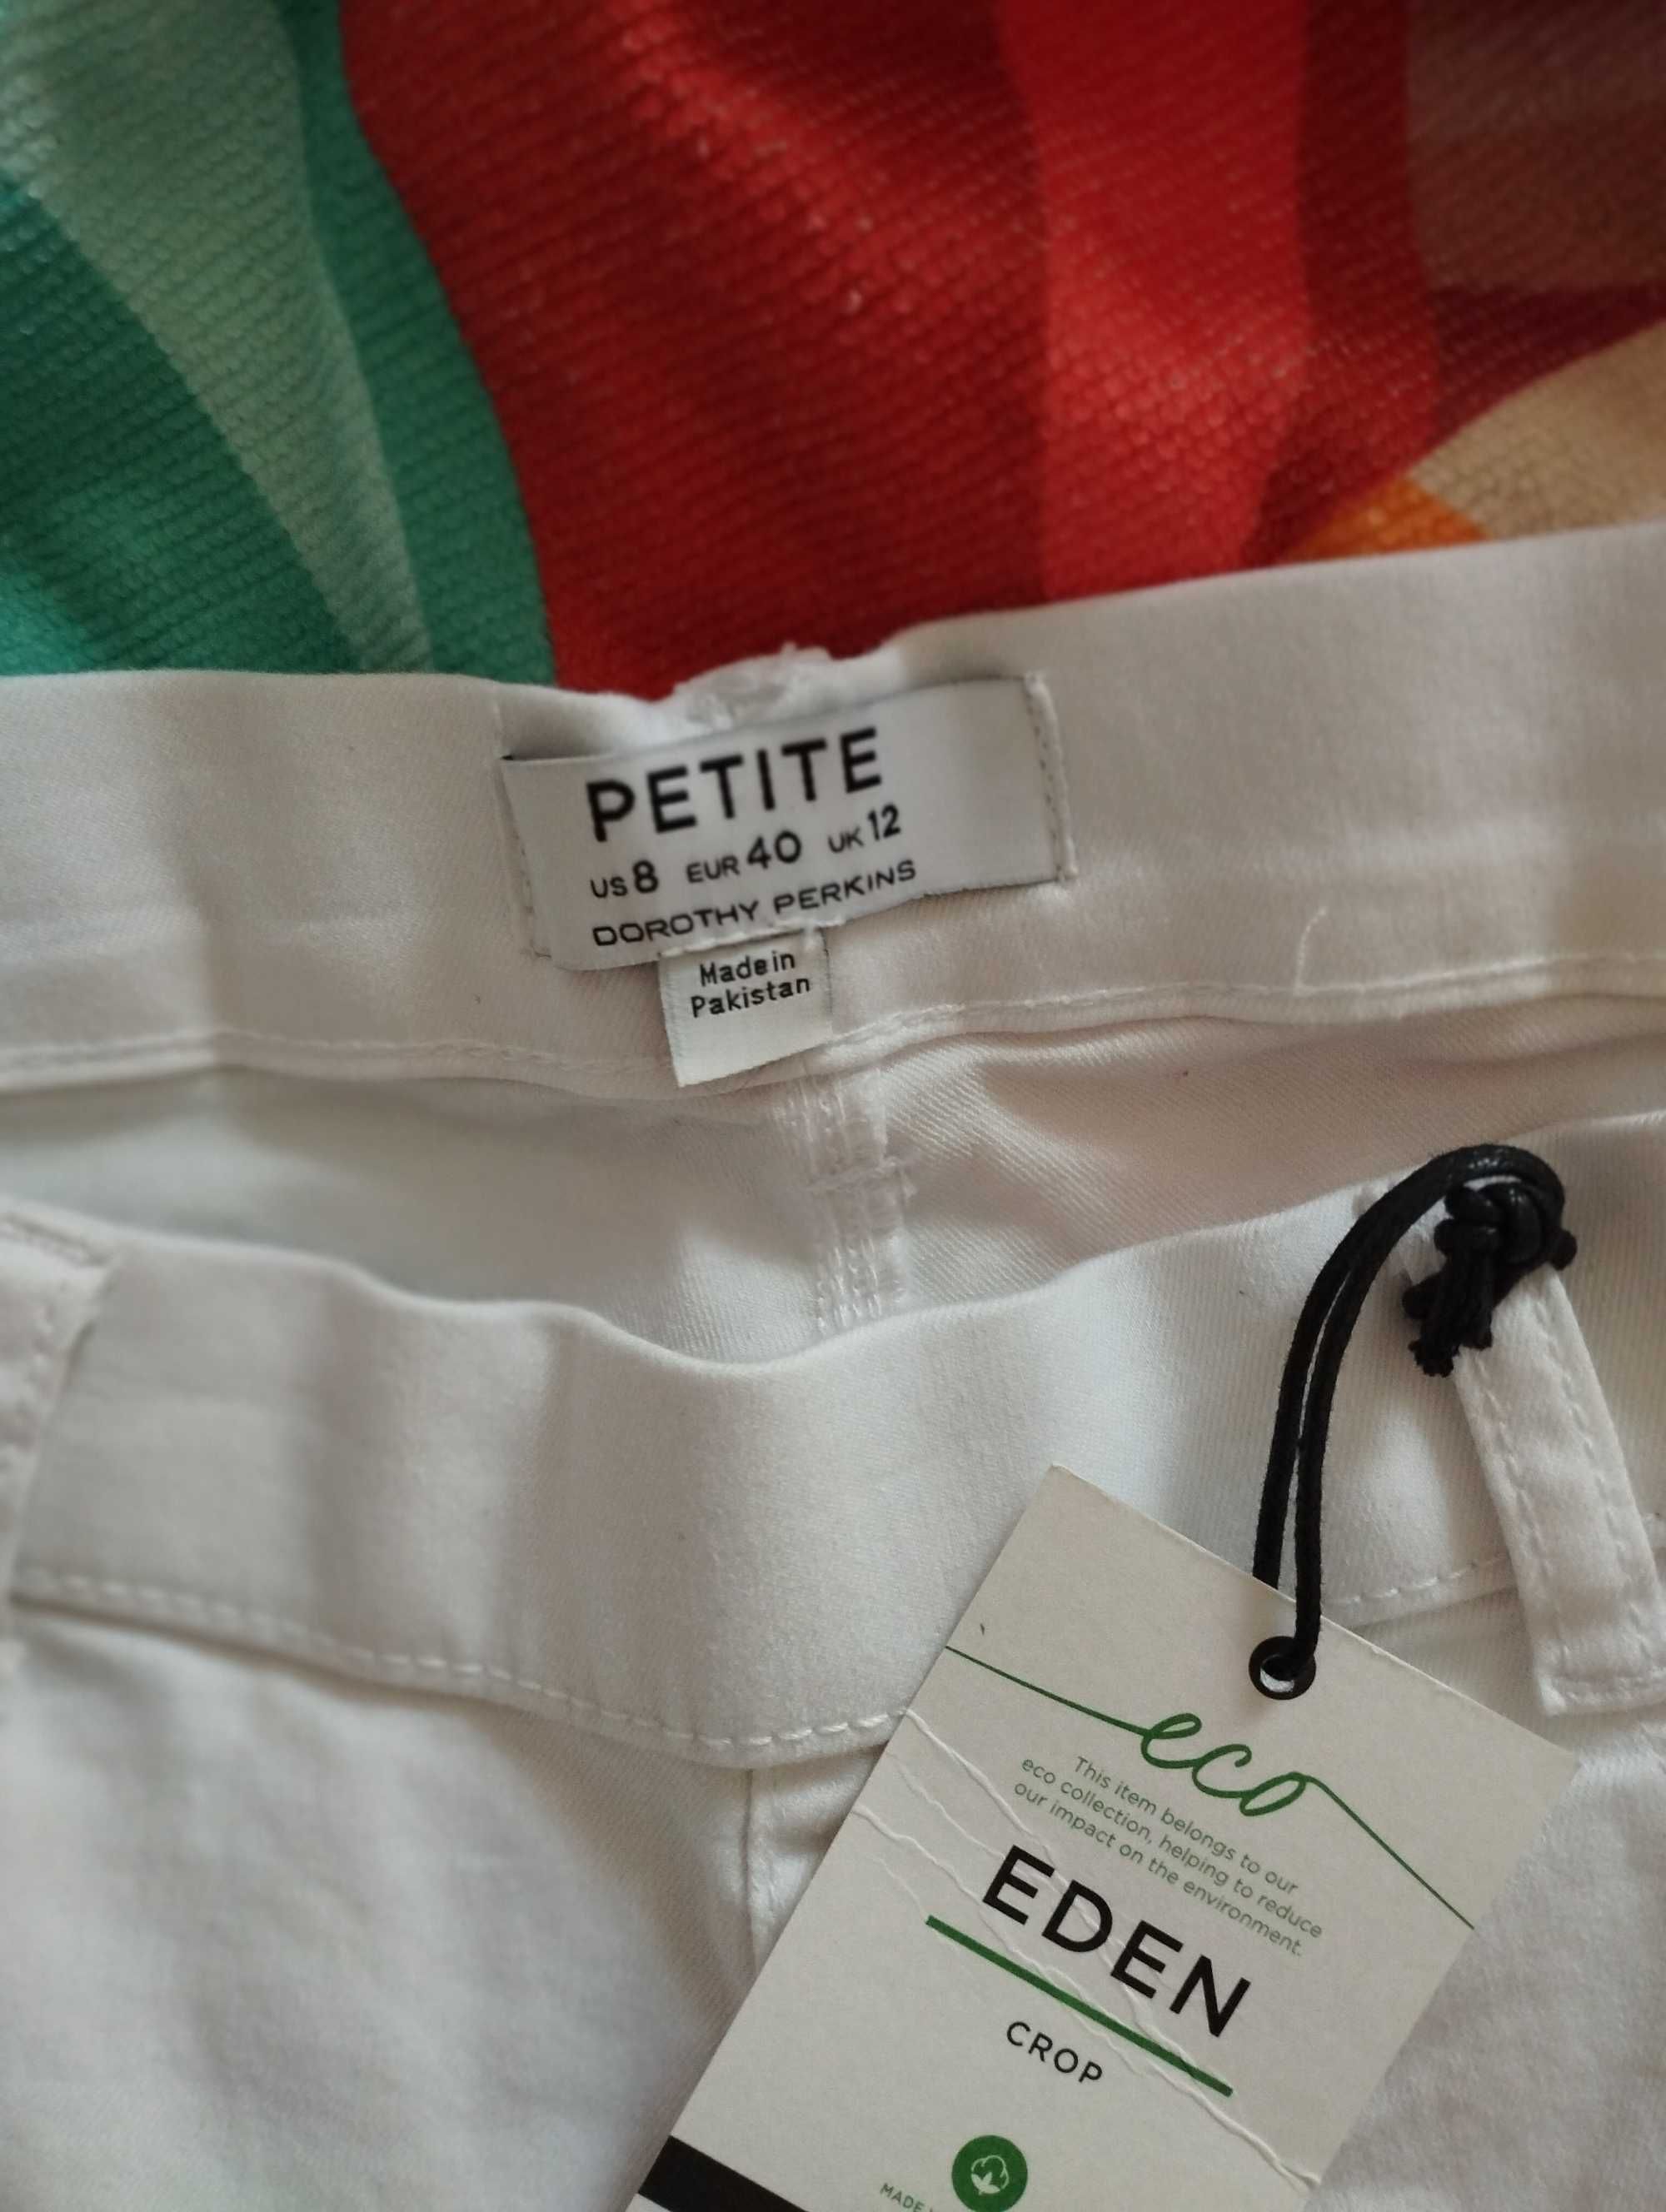 PETITE
US 8 EUR 40 UK 12
DOROTHY PERKINS
Made in
Pakistan
eco
This item belongs to our
eco collection, helping to reduce
our impact on the environment.
EDEN
CROP
MADE